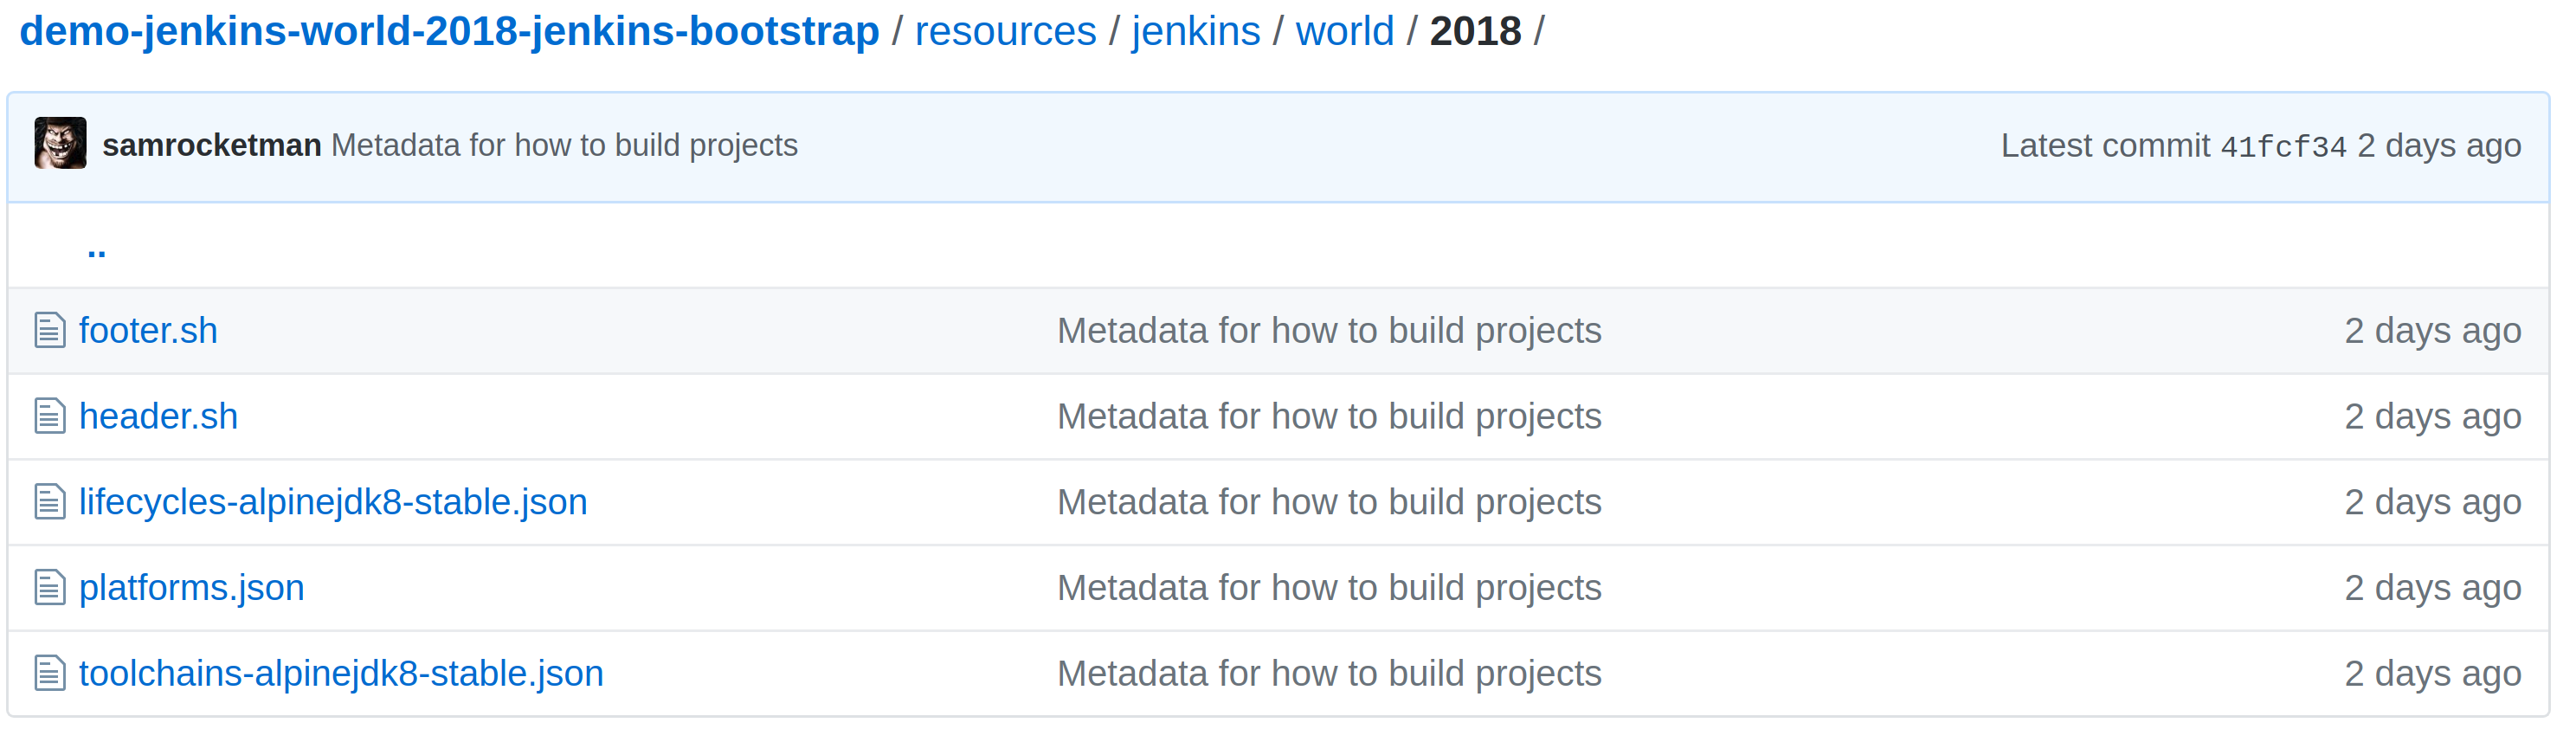 demo-jenkins-world-2018-jenkins-bootstrap / resources / jenkins / world / 2018 /
samrocketman Metadata for how to build projects Latest commit 41fcf34 2 days ago
..
footer.sh Metadata for how to build projects 2 days ago
header.sh Metadata for how to build projects 2 days ago
lifecycles-alpinejdk8-stable.json Metadata for how to build projects 2 days ago
platforms.json Metadata for how to build projects 2 days ago
toolchains-alpinejdk8-stable.json Metadata for how to build projects 2 days ago